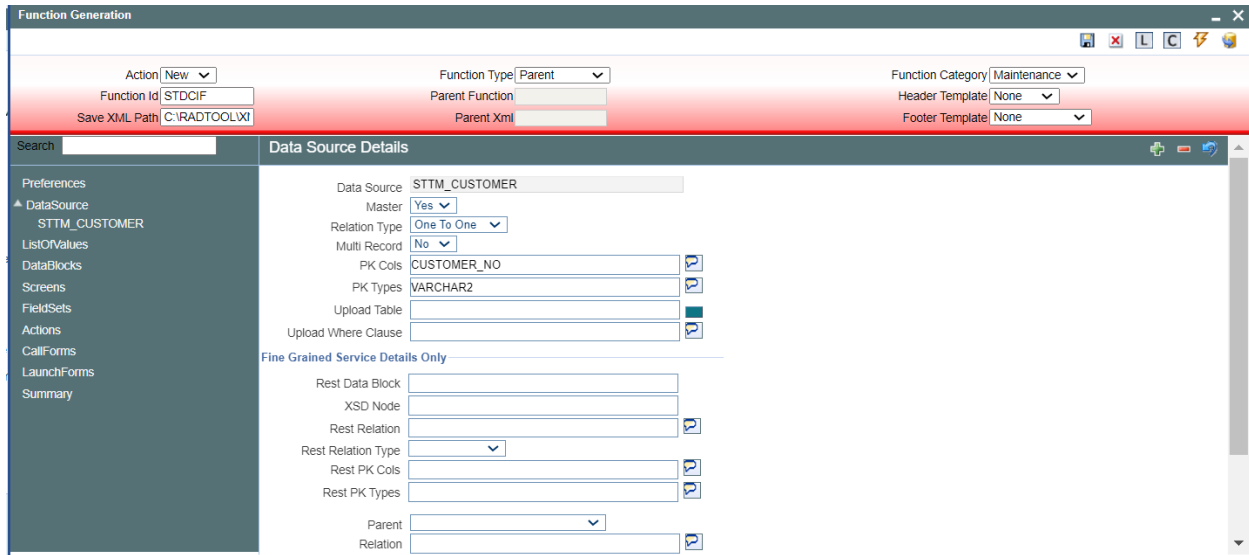 Function Generation
L C
Action New Function Type Parent Function Category Maintenance
Function Id STDCIF Parent Function Header Template None
Save XML Path C:\RADTOOL\XI Parent Xml Footer Template None
Search Data Source Details
Preferences
DataSource
STTM_CUSTOMER
ListOfValues
DataBlocks
Screens
FieldSets
Actions
CallForms
LaunchForms
Summary
Data Source STTM_CUSTOMER
Master Yes
Relation Type One To One
Multi Record No
PK Cols CUSTOMER_NO
PK Types VARCHAR2
Upload Table
Upload Where Clause
Fine Grained Service Details Only
Rest Data Block
XSD Node
Rest Relation
Rest Relation Type
Rest PK Cols
Rest PK Types
Parent
Relation